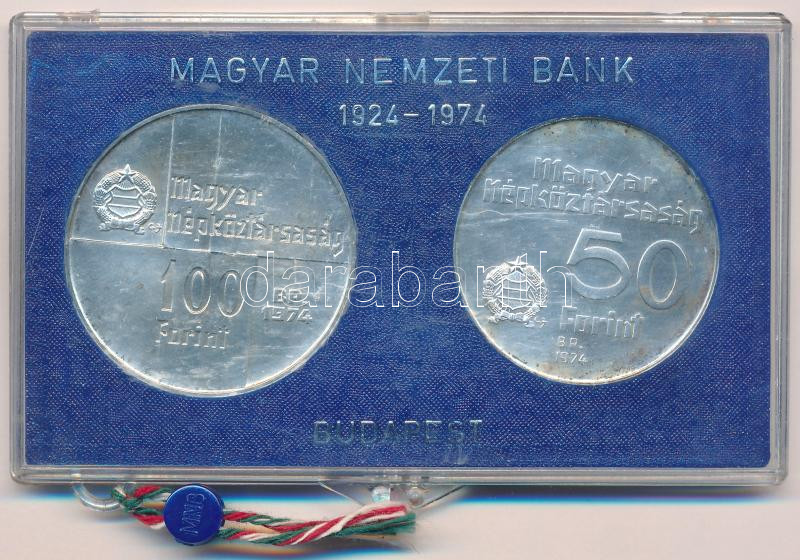 MAGYAR NEMZETI BANK
1924-1974
Magyar
Népköztársaság
100
BP.
1974
Forint
Magyar
Népköztársaság
50
Forint
BP.
1974
darabanth
BUDAPEST
MNB